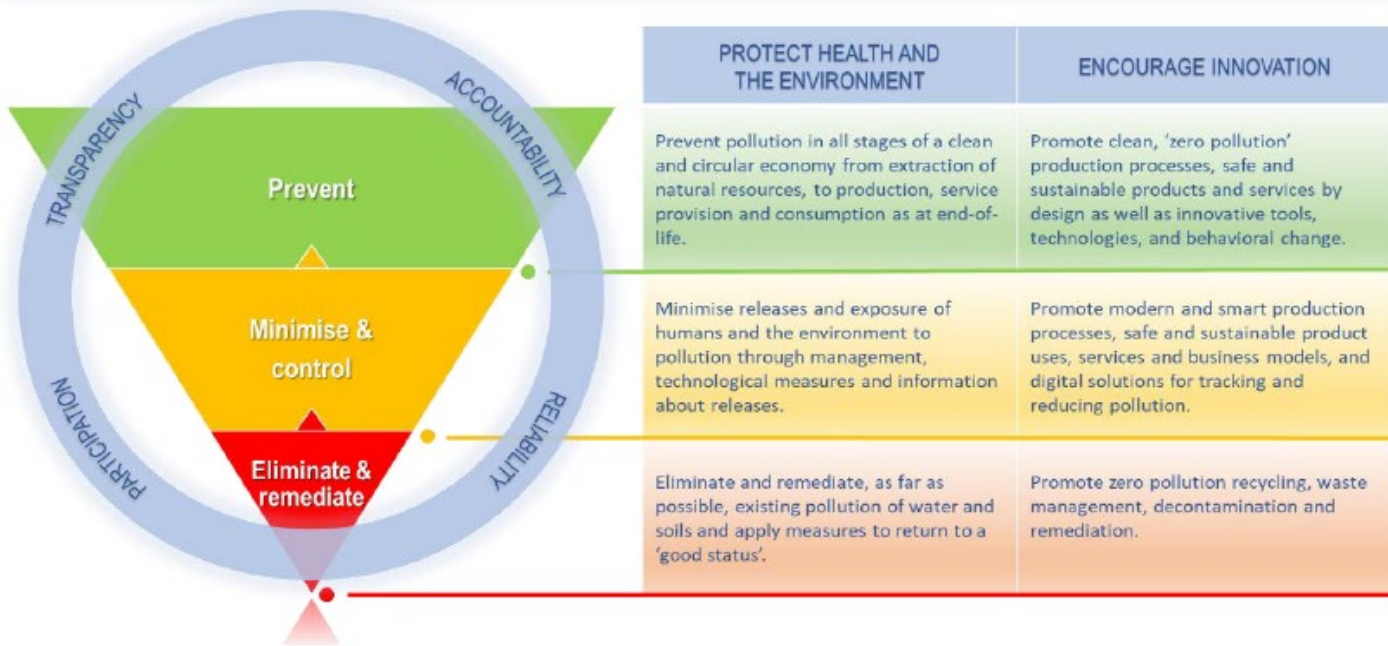 TRANSPARENCY
ACCOUNTABILITY
PARTICIPATION
RELIABILITY
Prevent
Minimise &
control
Eliminate &
remediate
PROTECT HEALTH AND
THE ENVIRONMENT
ENCOURAGE INNOVATION
Prevent pollution in all stages of a clean
and circular economy from extraction of
natural resources, to production, service
provision and consumption as at end-of-
life.
Promote clean, ‘zero pollution’
production processes, safe and
sustainable products and services by
design as well as innovative tools,
technologies, and behavioral change.
Minimise releases and exposure of
humans and the environment to
pollution through management,
technological measures and information
about releases.
Promote modern and smart production
processes, safe and sustainable product
uses, services and business models, and
digital solutions for tracking and
reducing pollution.
Eliminate and remediate, as far as
possible, existing pollution of water and
soils and apply measures to return to a
‘good status’.
Promote zero pollution recycling, waste
management, decontamination and
remediation.